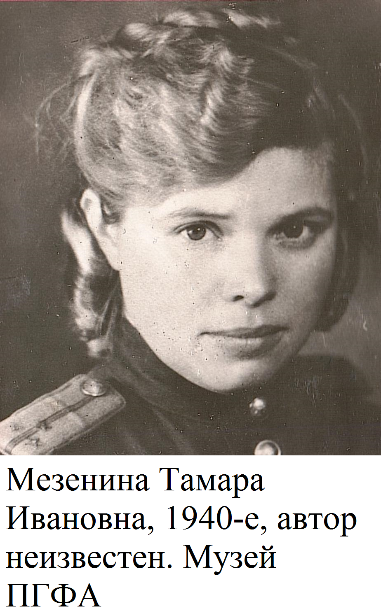 Мезенина Тамара
Ивановна, 1940-е, автор
неизвестен. Музей
ПГФА